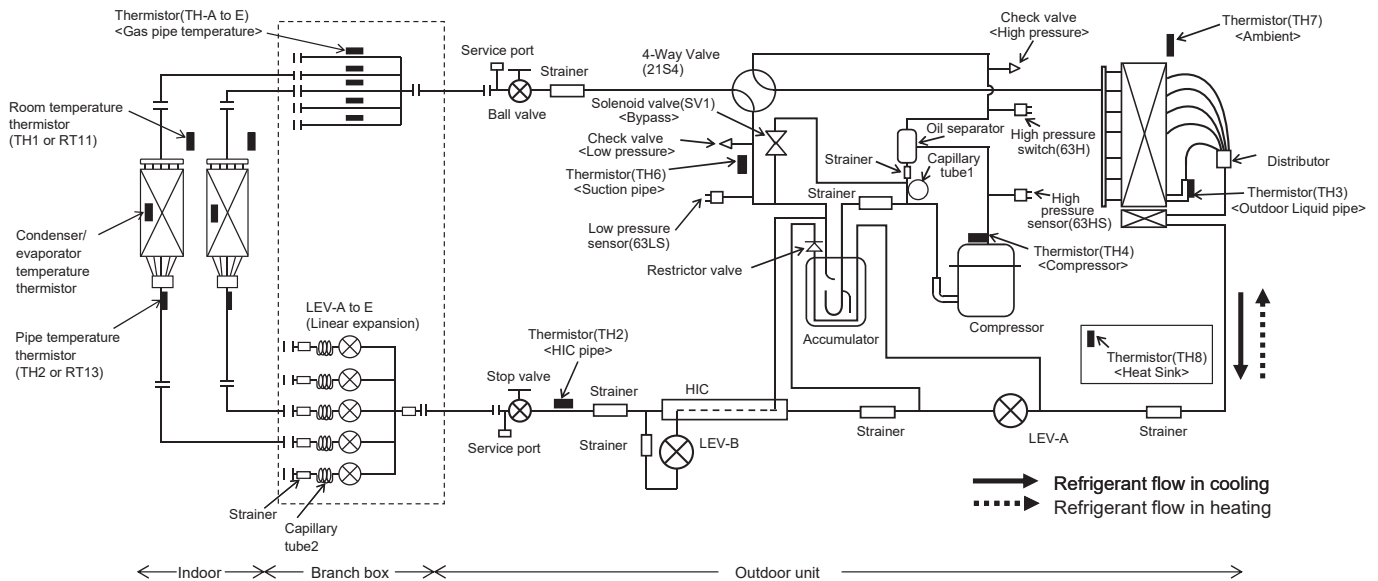 Thermistor(TH-A to E)
<Gas pipe temperature>
Service port
Strainer
Ball valve
4-Way Valve
(21S4)
Check valve
<High pressure>
Thermistor(TH7)
<Ambient>
Room temperature
thermistor
(TH1 or RT11)
Solenoid valve(SV1)
<Bypass>
Check valve
<Low pressure>
Thermistor(TH6)
<Suction pipe>
Oil separator
High pressure
switch(63H)
Strainer
Capillary
tube1
Distributor
Strainer
Thermistor(TH3)
<Outdoor Liquid pipe>
High
pressure
sensor(63HS)
Low pressure
sensor(63LS)
Restrictor valve
Thermistor(TH4)
<Compressor>
Condenser/
evaporator
temperature
thermistor
Pipe temperature
thermistor
(TH2 or RT13)
LEV-A to E
(Linear expansion)
Accumulator
Compressor
Thermistor(TH8)
<Heat Sink>
Thermistor(TH2)
<HIC pipe>
Stop valve
Strainer
HIC
Service port
Strainer
LEV-B
Strainer
LEV-A
Strainer
Strainer
Capillary
tube2
Refrigerant flow in cooling
Refrigerant flow in heating
Indoor
Branch box
Outdoor unit